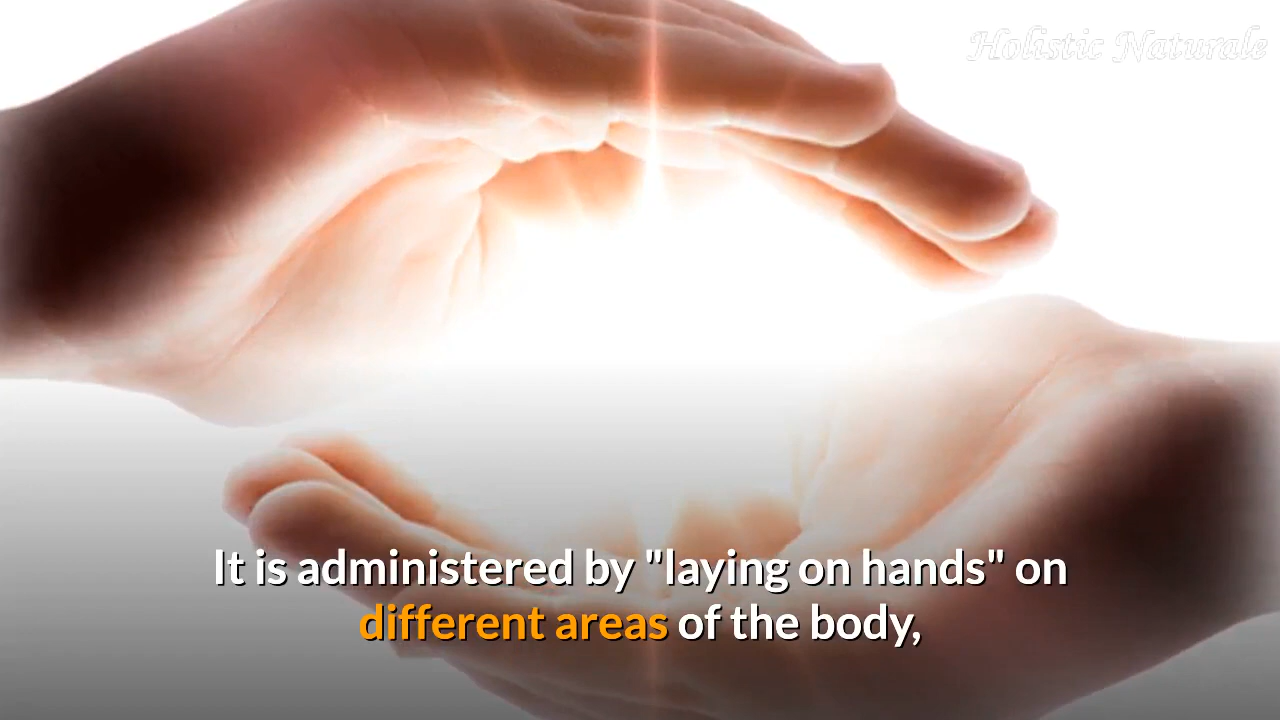 Holistic Naturale
It is administered by "laying on hands" on
different areas of the body,